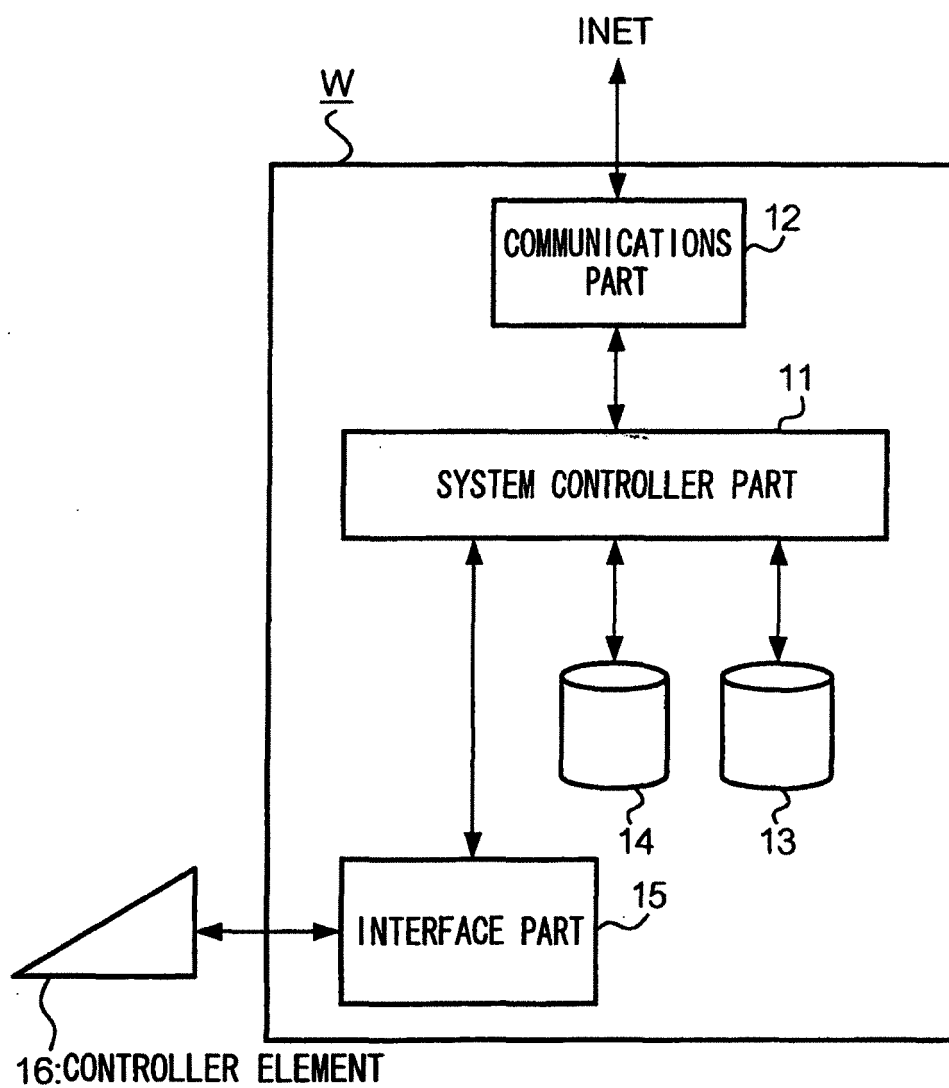 INET
W
12
COMMUNICATIONS
PART
11
SYSTEM CONTROLLER PART
14
13
15
INTERFACE PART
16:CONTROLLER ELEMENT